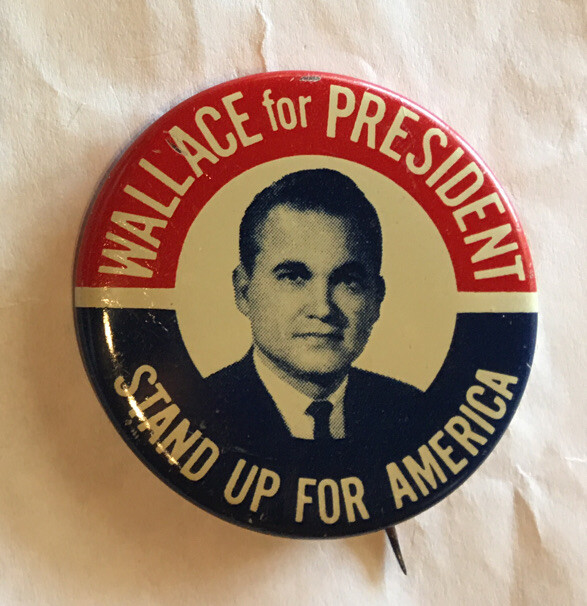 WALLACE for PRESIDENT
STAND UP FOR AMERICA